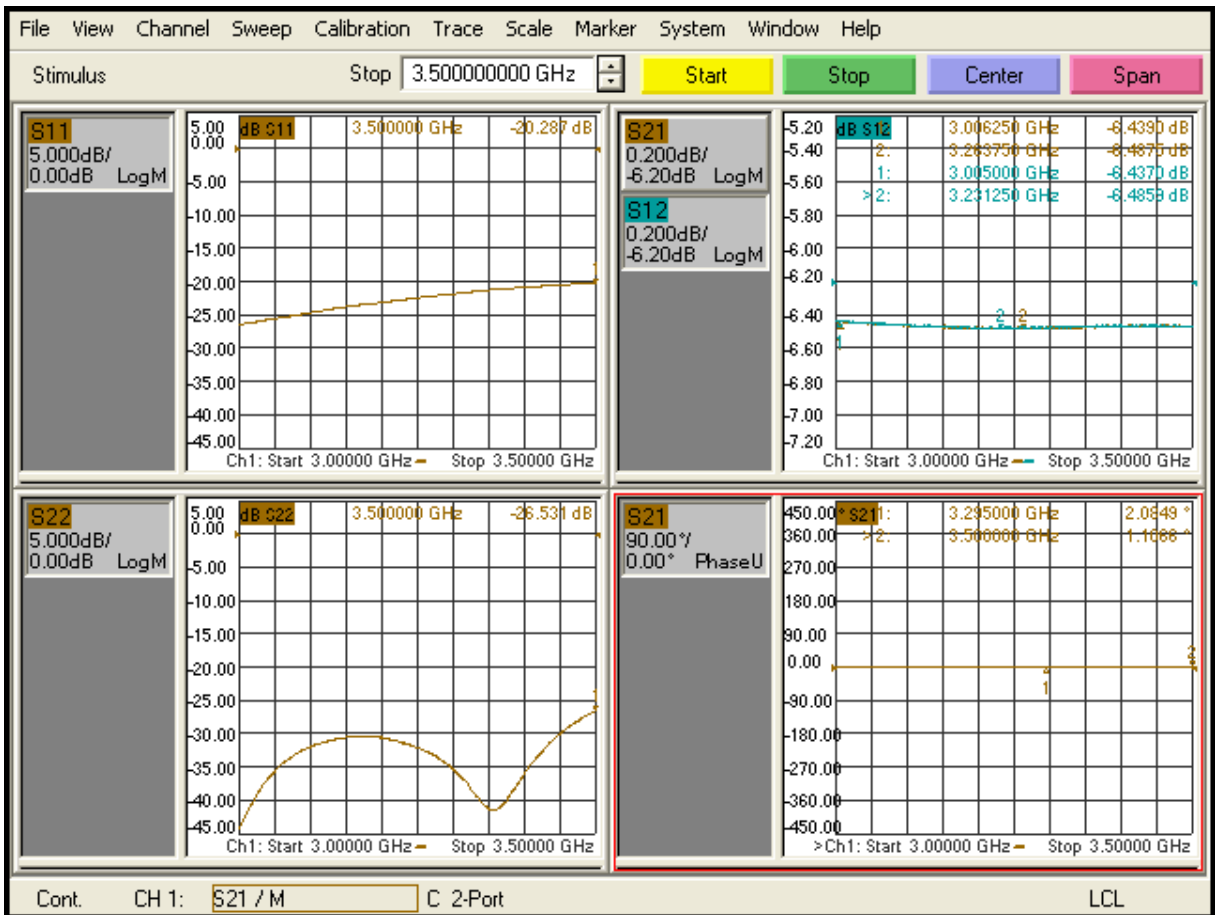 File View Channel Sweep Calibration Trace Scale Marker System Window Help
Stimulus Stop 3.500000000 GHz Start Stop Center Span
S11
5.000dB/
0.00dB LogM
dB S11 3.500000 GHz -20.287 dB
5.00
0.00
-5.00
-10.00
-15.00
-20.00
-25.00
-30.00
-35.00
-40.00
-45.00
1
Ch1: Start 3.00000 GHz Stop 3.50000 GHz
S21
0.200dB/
-6.20dB LogM
S12
0.200dB/
-6.20dB LogM
dB S12 3.006250 GHz -6.4390 dB
2: 3.263750 GHz -6.4875 dB
1: 3.005000 GHz -6.4370 dB
>2: 3.231250 GHz -6.4859 dB
-5.20
-5.40
-5.60
-5.80
-6.00
-6.20
-6.40
-6.60
-6.80
-7.00
-7.20
2 2
1
Ch1: Start 3.00000 GHz Stop 3.50000 GHz
S22
5.000dB/
0.00dB LogM
dB S22 3.500000 GHz -26.531 dB
5.00
0.00
-5.00
-10.00
-15.00
-20.00
-25.00
-30.00
-35.00
-40.00
-45.00
Ch1: Start 3.00000 GHz Stop 3.50000 GHz
S21
90.00°/
0.00° PhaseU
° S21 1: 3.295000 GHz 2.0849 °
>2: 3.500000 GHz
450.00
360.00
270.00
180.00
90.00
0.00
-90.00
-180.00
-270.00
-360.00
-450.00
1
2
>Ch1: Start 3.00000 GHz Stop 3.50000 GHz
Cont. CH 1: S21 / M C 2-Port LCL